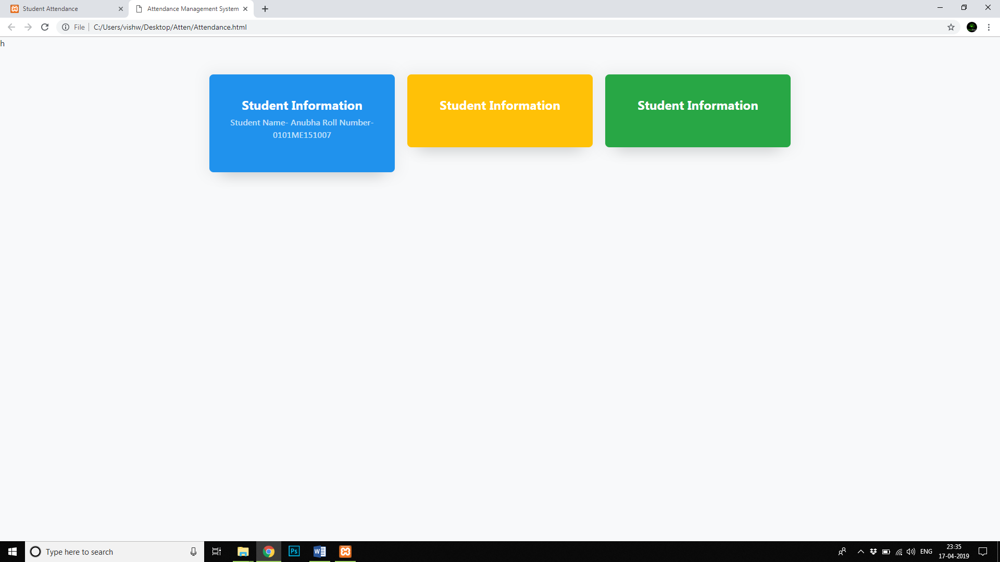 Student Attendance
Attendance Management System
File
C:/Users/vishw/Desktop/Atten/Attendance.html
h
Student Information
Student Name- Anubha Roll Number-
0101ME151007
Student Information
Student Information
Type here to search
Ps
W
ENG
23:35
17-04-2019